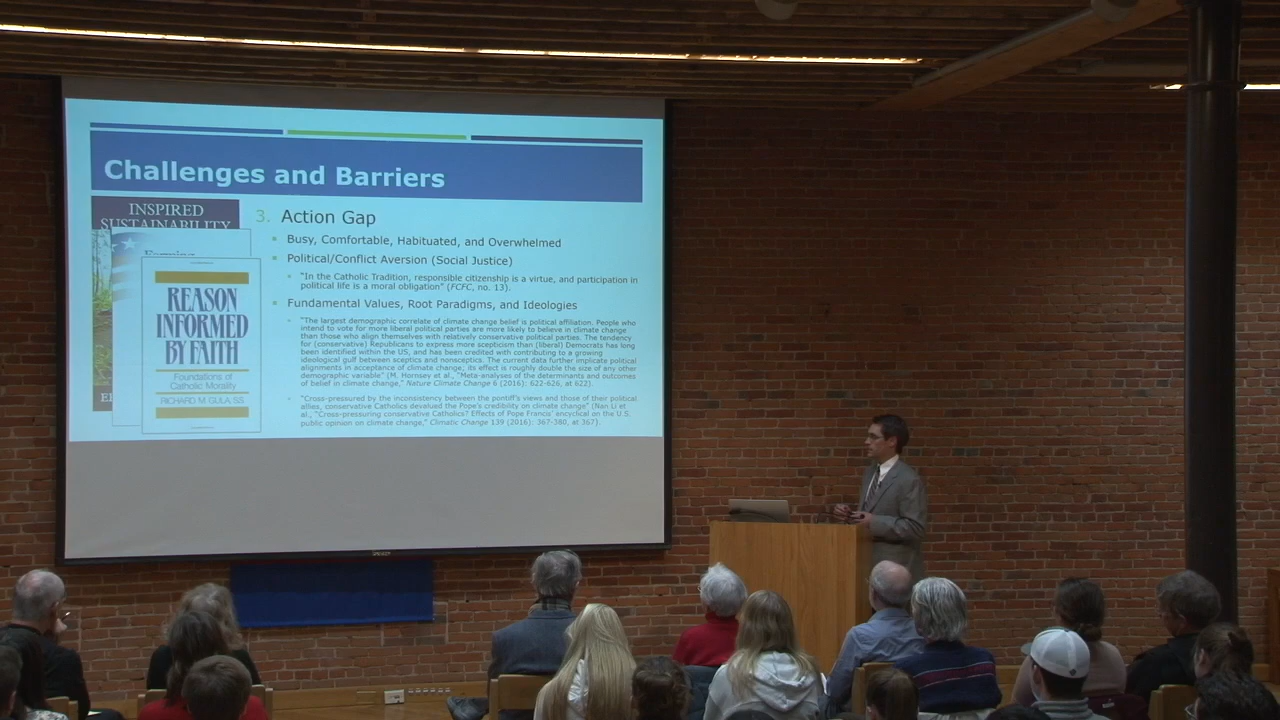 Challenges and Barriers
INSPIRED
SUSTAINABILITY
REASON
INFORMED
BY FAITH
Foundations of
Catholic Morality
RICHARD M. GULA, S.S.
3. Action Gap
Busy, Comfortable, Habituated, and Overwhelmed
Political/Conflict Aversion (Social Justice)
"In the Catholic Tradition, responsible citizenship is a virtue, and participation in
political life is a moral obligation" (FCFC, no. 13).
Fundamental Values, Root Paradigms, and Ideologies
"The largest demographic correlate of climate change belief is political affiliation. People who
intend to vote for more liberal political parties are more likely to believe in climate change
than those who align themselves with relatively conservative political parties. The tendency
for (conservative) Republicans to express more scepticism than (liberal) Democrats has long
been identified within the US, and has been credited with contributing to a growing
ideological gulf between sceptics and nonsceptics. The current data further implicate political
alignments in acceptance of climate change; its effect is roughly double the size of any other
demographic variable" (M. Hornsey et al., "Meta-analyses of the determinants and outcomes
of belief in climate change," Nature Climate Change 6 (2016): 622-626, at 622).
"Cross-pressured by the inconsistency between the pontiff's views and those of their political
allies, conservative Catholics devalued the Pope's credibility on climate change" (Nan Li et
al., "Cross-pressuring conservative Catholics? Effects of Pope Francis' encyclical on the U.S.
public opinion on climate change," Climatic Change 139 (2016): 367-380, at 367).